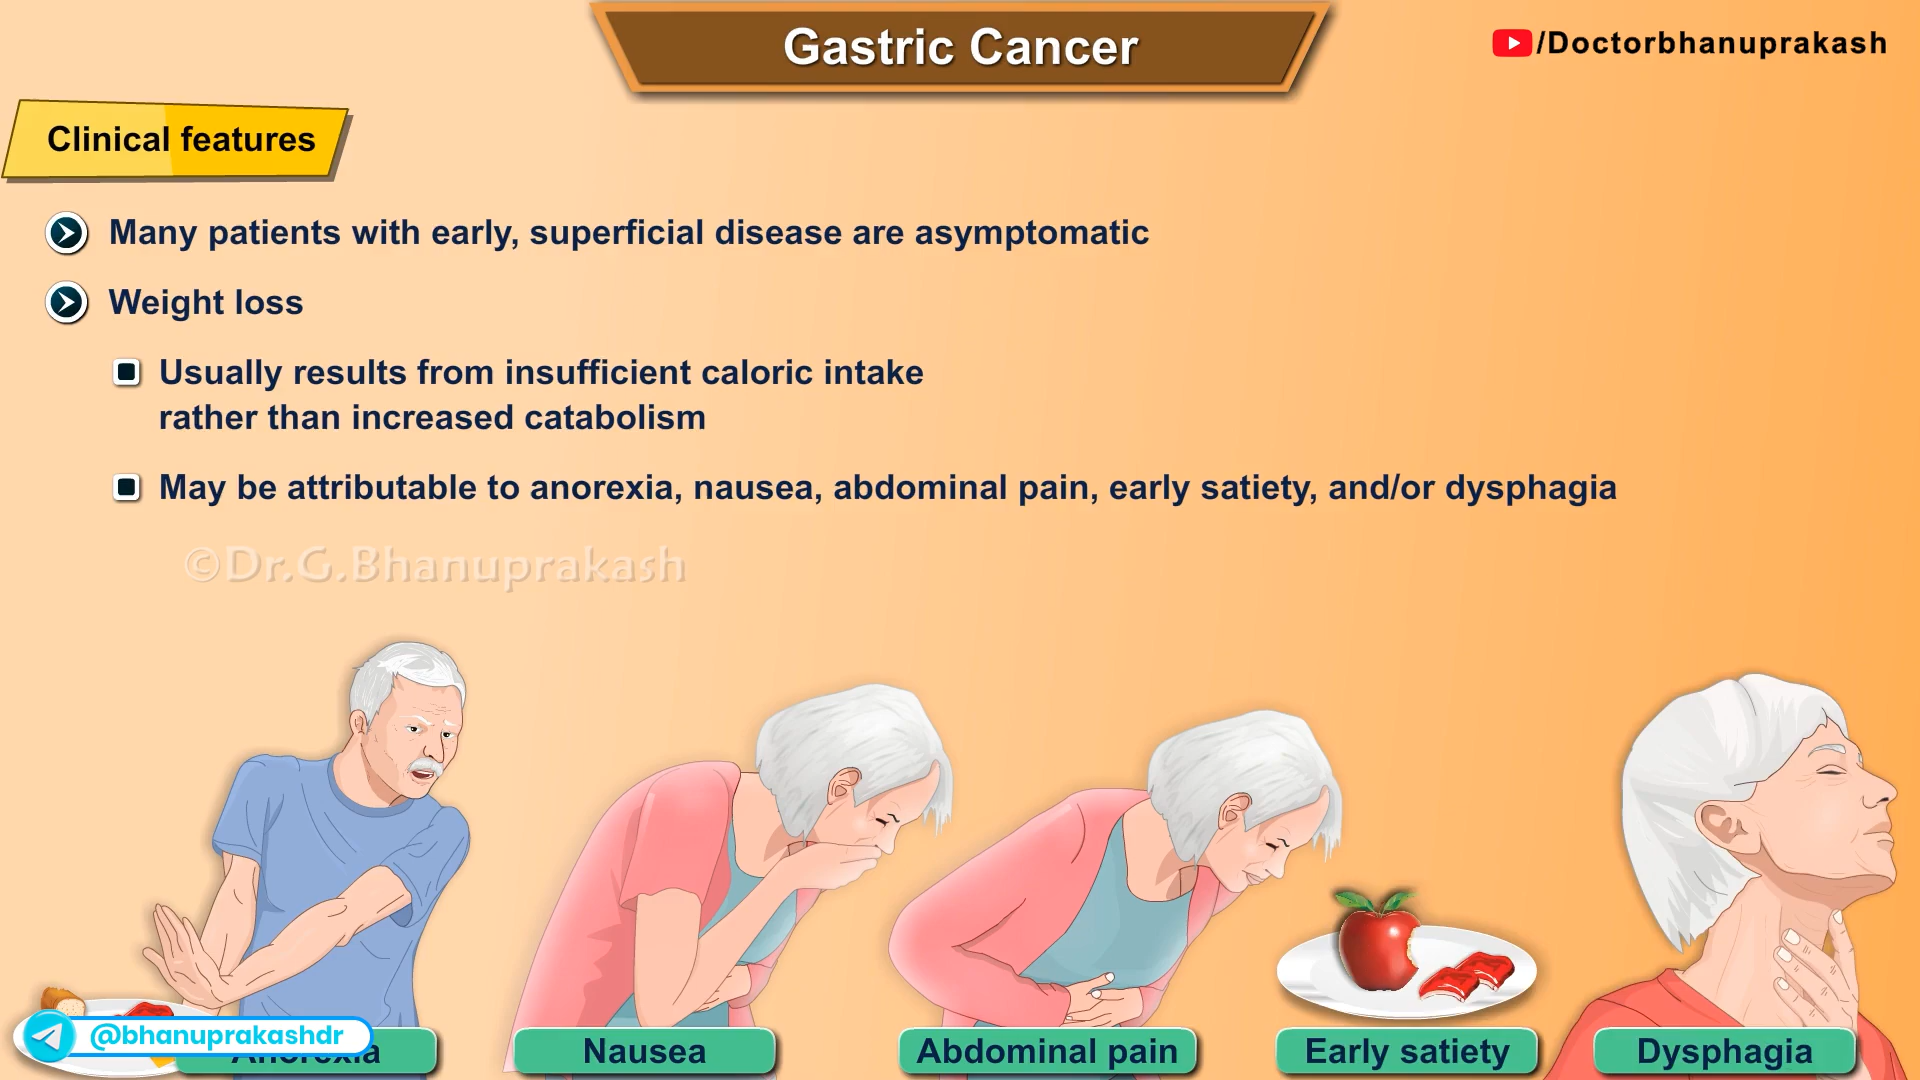 Gastric Cancer
/Doctorbhanuprakash
Clinical features
Many patients with early, superficial disease are asymptomatic
Weight loss
Usually results from insufficient caloric intake
rather than increased catabolism
May be attributable to anorexia, nausea, abdominal pain, early satiety, and/or dysphagia
©Dr.G.Bhanuprakash
@bhanuprakashdr
Anorexia
Nausea
Abdominal pain
Early satiety
Dysphagia